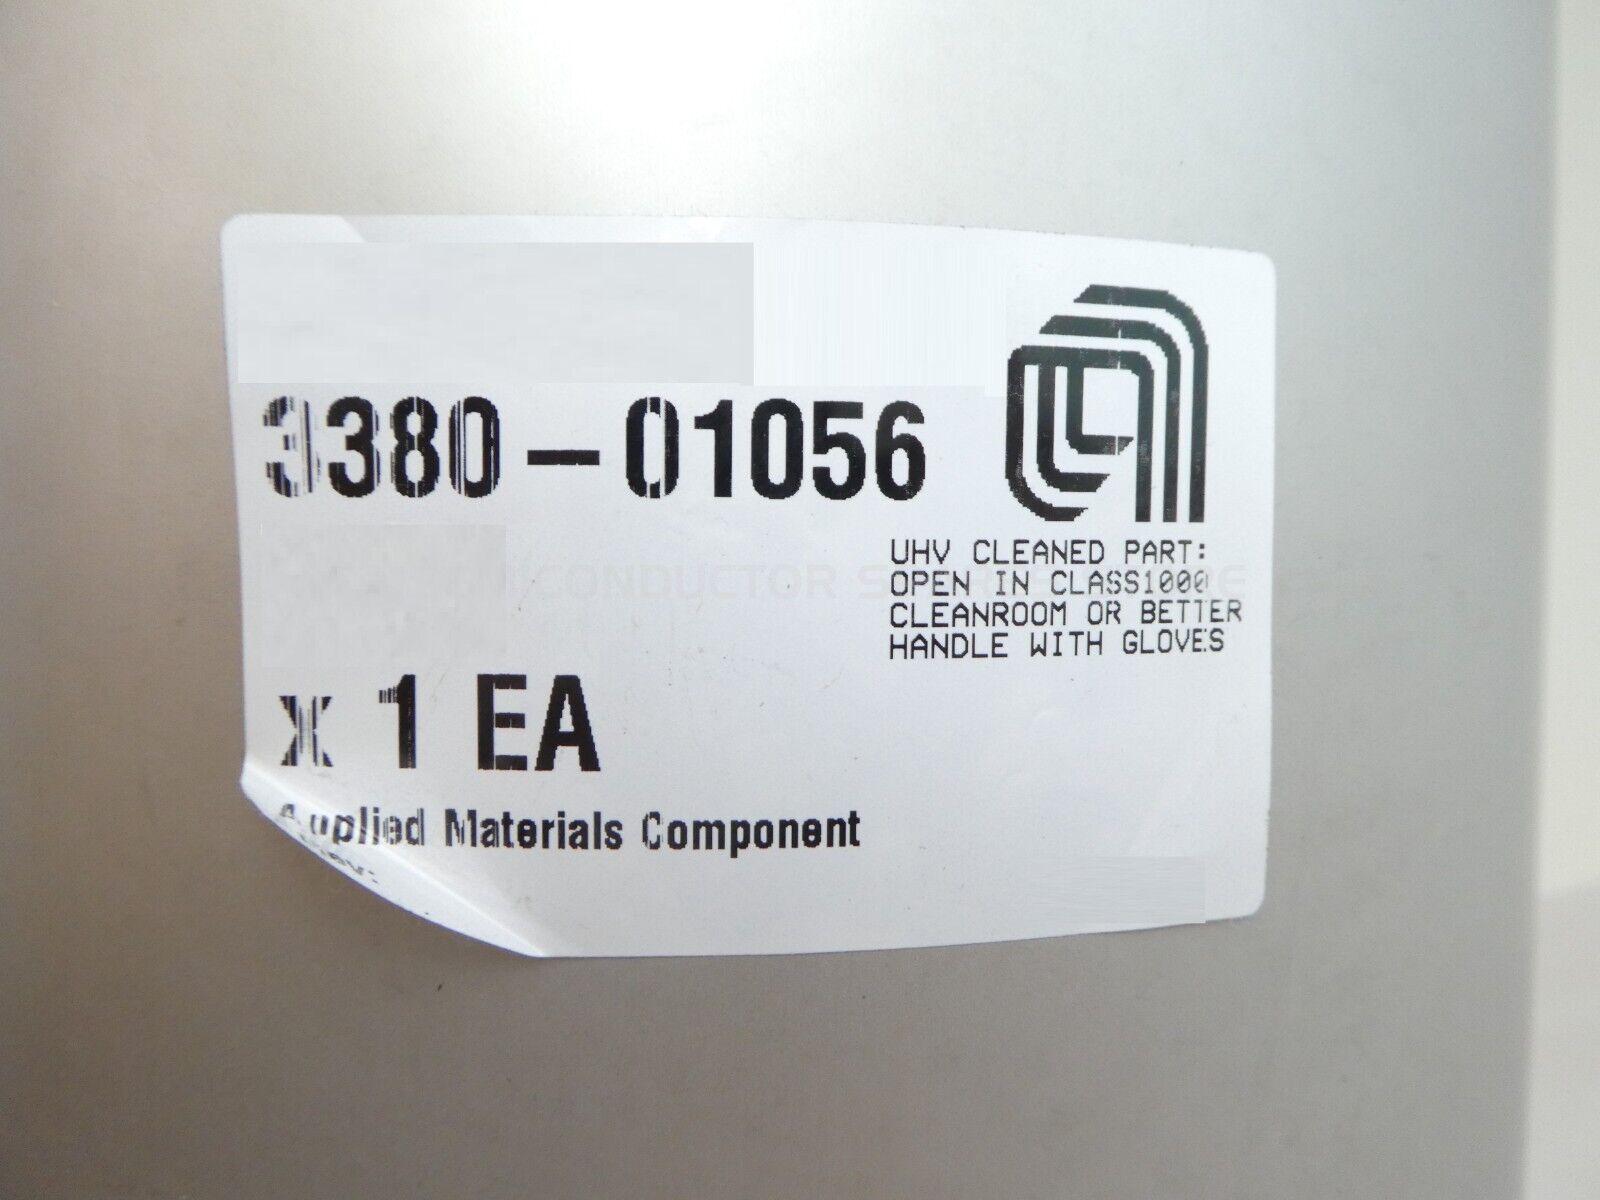 3380-01056
UHV CLEANED PART:
OPEN IN CLASS1000
CLEANROOM OR BETTER
HANDLE WITH GLOVES
x 1 EA
Applied Materials Component